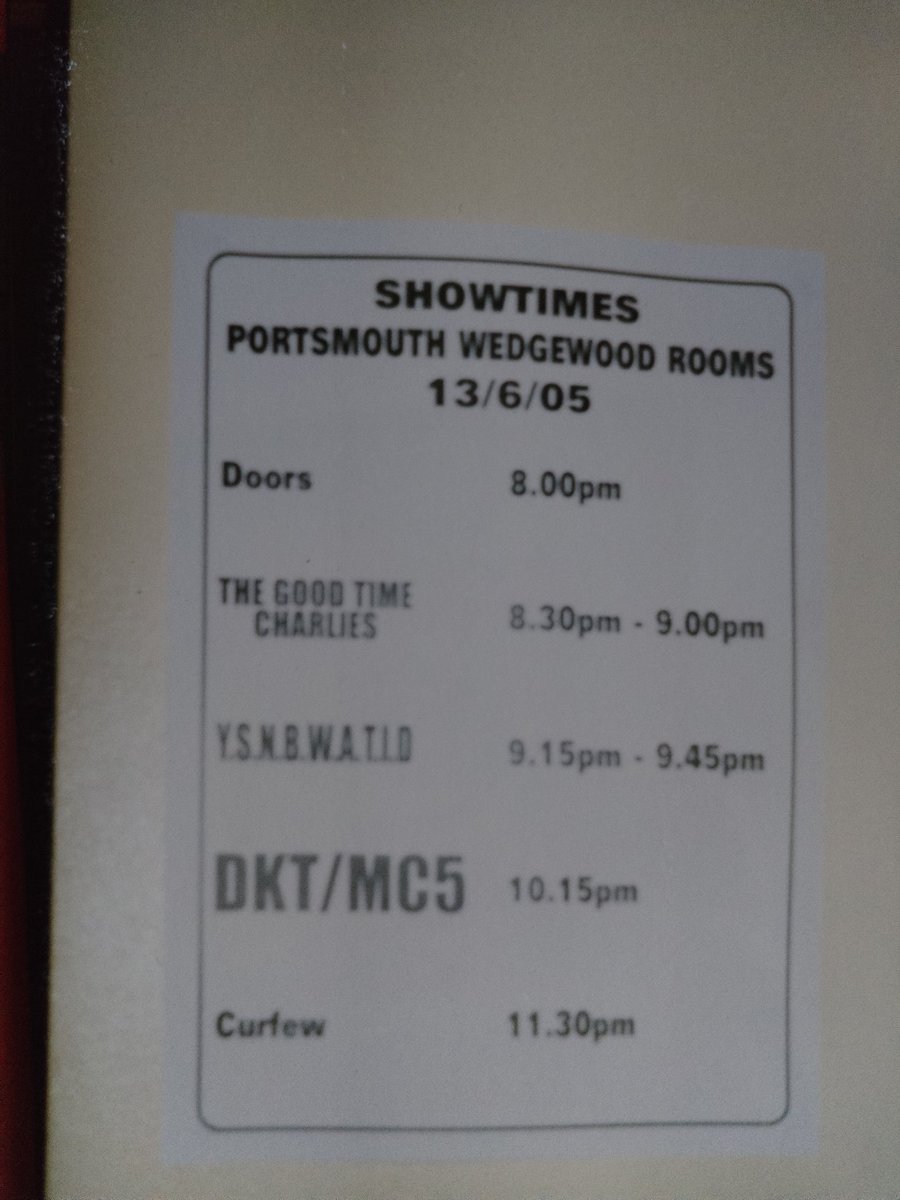 SHOWTIMES
PORTSMOUTH WEDGEWOOD ROOMS
13/6/05
Doors 8.00pm
THE GOOD TIME
CHARLIES 8.30pm - 9.00pm
Y.S.N.B.W.A.T.I.D 9.15pm - 9.45pm
DKT/MC5 10.15pm
Curfew 11.30pm